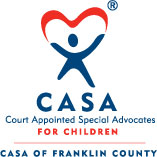 ®
CASA
Court Appointed Special Advocates
FOR CHILDREN
CASA OF FRANKLIN COUNTY